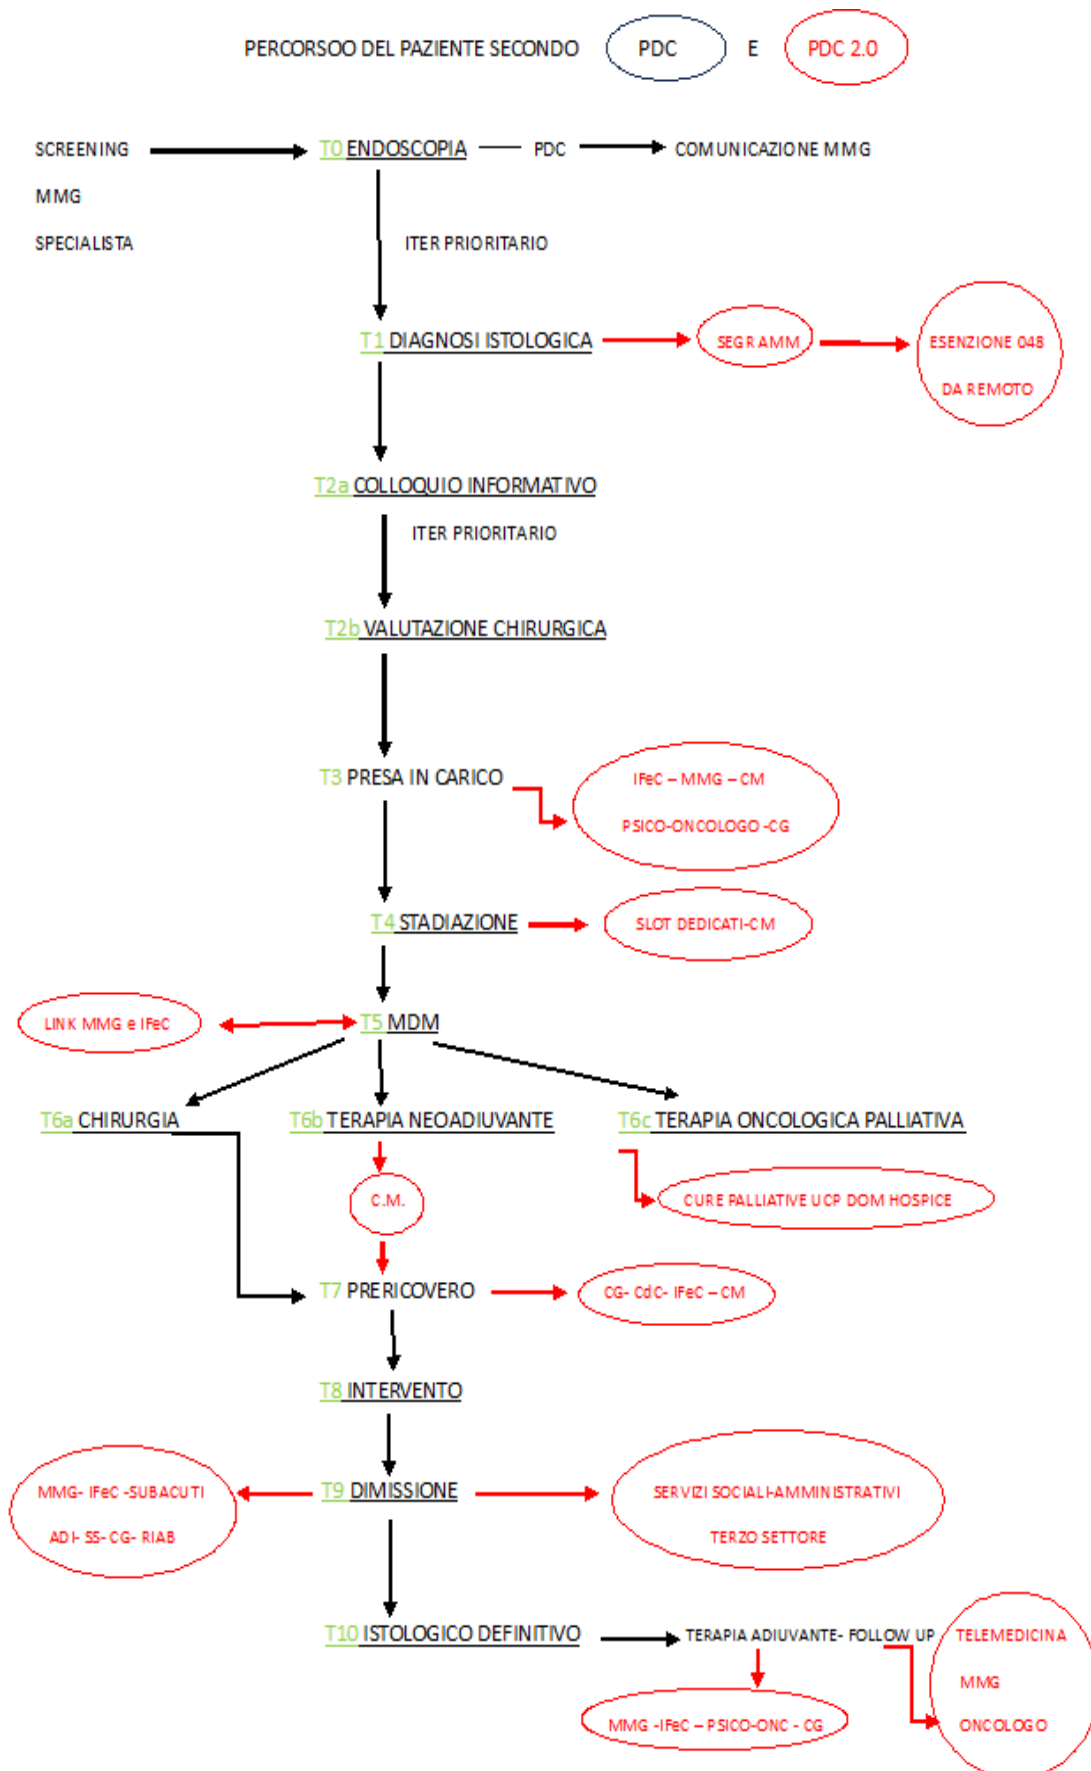 PERCORSOO DEL PAZIENTE SECONDO PDC E PDC 2.0
SCREENING
MMG
SPECIALISTA
T0 ENDOSCOPIA
PDC
COMUNICAZIONE MMG
ITER PRIORITARIO
T1 DIAGNOSI ISTOLOGICA
SEGR AMM
ESENZIONE 048
DA REMOTO
T2a COLLOQUIO INFORMATIVO
ITER PRIORITARIO
T2b VALUTAZIONE CHIRURGICA
T3 PRESA IN CARICO
IFeC – MMG – CM
PSICO-ONCOLOGO -CG
T4 STADIAZIONE
SLOT DEDICATI-CM
LINK MMG e IFeC
T5 MDM
T6a CHIRURGIA
T6b TERAPIA NEOADIUVANTE
T6c TERAPIA ONCOLOGICA PALLIATIVA
C.M.
CURE PALLIATIVE UCP DOM HOSPICE
T7 PRERICOVERO
CG- CdC- IFeC – CM
T8 INTERVENTO
MMG- IFeC -SUBACUTI
ADI- SS- CG- RIAB
T9 DIMISSIONE
SERVIZI SOCIALI-AMMINISTRATIVI
TERZO SETTORE
T10 ISTOLOGICO DEFINITIVO
TERAPIA ADIUVANTE- FOLLOW UP
TELEMEDICINA
MMG
ONCOLOGO
MMG -IFeC – PSICO-ONC - CG